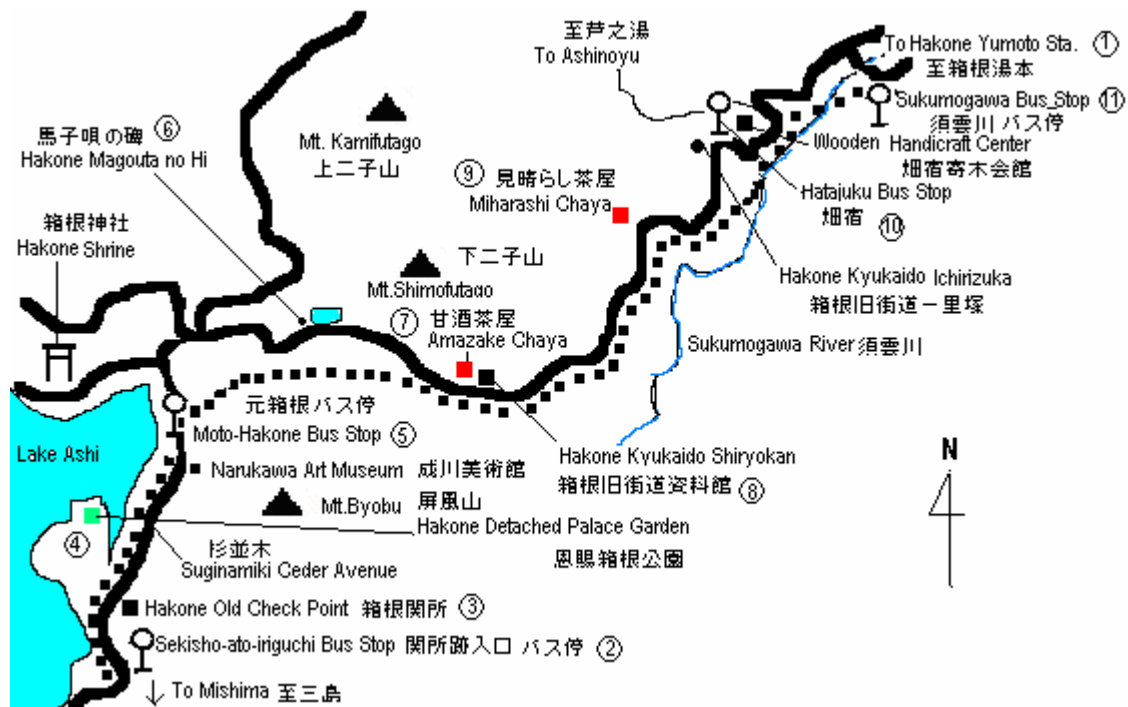 至芦之湯
To Ashinoyu
To Hakone Yumoto Sta. ①
至箱根湯本
Sukumogawa Bus Stop ⑪
須雲川 バス停
Wooden Handicraft Center
畑宿寄木会館
Hatajuku Bus Stop
畑宿 ⑩
馬子唄の碑 ⑥
Hakone Magouta no Hi
Mt. Kamifutago
上二子山
⑨ 見晴らし茶屋
Miharashi Chaya
箱根神社
Hakone Shrine
下二子山
Mt.Shimofutago
Hakone Kyukaido Ichirizuka
箱根旧街道一里塚
⑦ 甘酒茶屋
Amazake Chaya
Sukumogawa River 須雲川
元箱根バス停
Moto-Hakone Bus Stop ⑤
Lake Ashi
Narukawa Art Museum 成川美術館
Hakone Kyukaido Shiryokan
箱根旧街道資料館 ⑧
Mt.Byobu 屏風山
Hakone Detached Palace Garden
恩賜箱根公園
④
N
杉並木
Suginamiki Ceder Avenue
Hakone Old Check Point 箱根関所 ③
Sekisho-ato-iriguchi Bus Stop 関所跡入口 バス停 ②
To Mishima 至三島